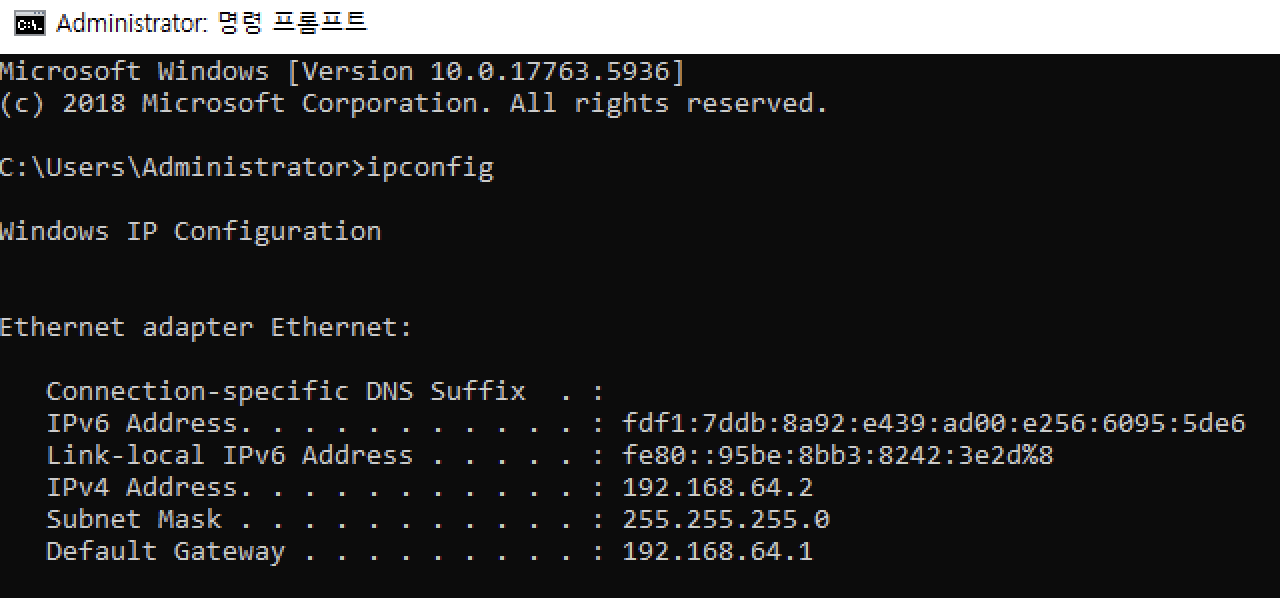 Administrator: 명령 프롬프트
Microsoft Windows [Version 10.0.17763.5936]
(c) 2018 Microsoft Corporation. All rights reserved.
C:\Users\Administrator>ipconfig
Windows IP Configuration
Ethernet adapter Ethernet:
Connection-specific DNS Suffix  . :
IPv6 Address. . . . . . . . . . . : fdf1:7ddb:8a92:e439:ad00:e256:6095:5de6
Link-local IPv6 Address . . . . . : fe80::95be:8bb3:8242:3e2d%8
IPv4 Address. . . . . . . . . . . : 192.168.64.2
Subnet Mask . . . . . . . . . . . : 255.255.255.0
Default Gateway . . . . . . . . . : 192.168.64.1